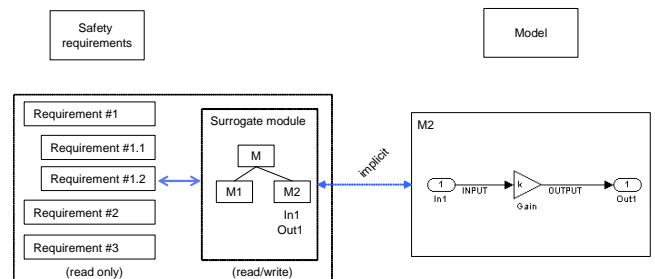 Safety
requirements
Model
Requirement #1
Requirement #1.1
Requirement #1.2
Requirement #2
Requirement #3
(read only)
Surrogate module
M
M1
M2
In1
Out1
(read/write)
implicit
M2
1
In1
INPUT
k
Gain
OUTPUT
1
Out1